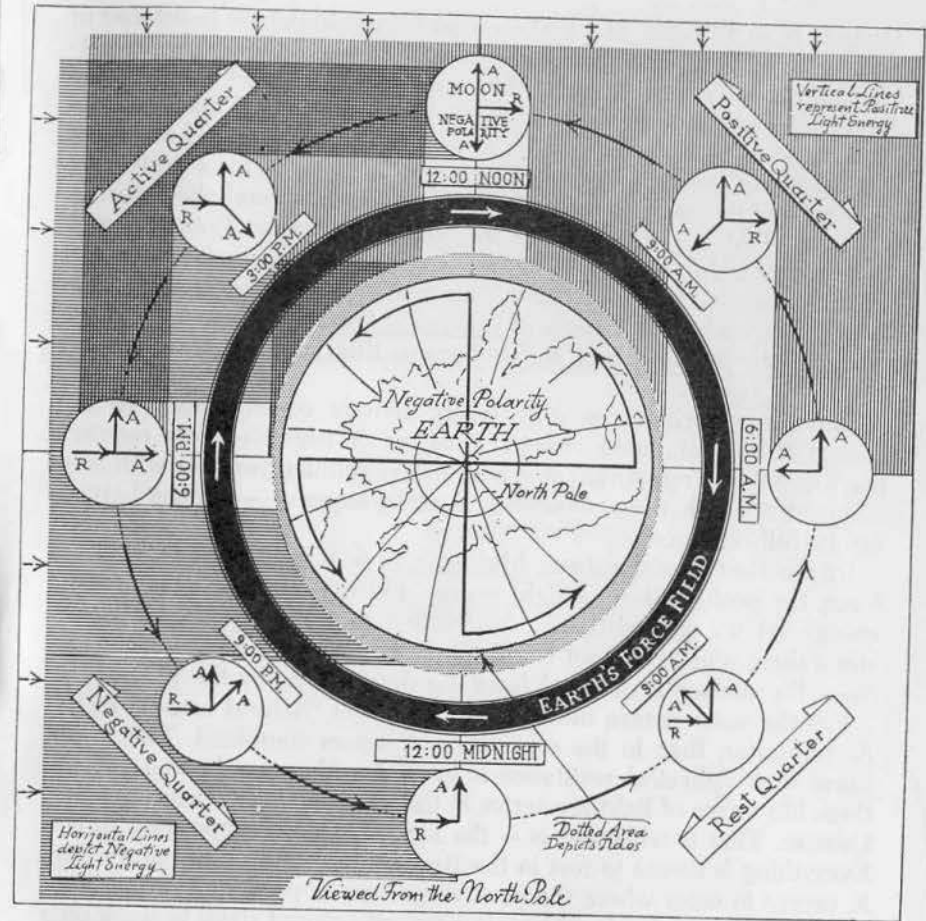 + + + + + +
A
MOON
R
NEGATIVE
POLARITY
A
12:00 NOON
Vertical Lines
represent Positive
Light Energy
Active Quarter
Positive Quarter
A
R
A
3:00 P.M.
A
R
A
9:00 A.M.
Negative Polarity
EARTH
North Pole
A
R
A
6:00 P.M.
A
A
6:00 A.M.
EARTH'S FORCE FIELD
A
R
A
9:00 P.M.
A
R
A
3:00 A.M.
12:00 MIDNIGHT
A
R
Negative Quarter
Rest Quarter
Horizontal Lines
depict Negative
Light Energy
Dotted Area
Depicts Tides
Viewed From the North Pole